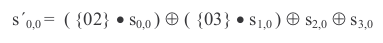 s´0,0 = ( {02} • s0,0 ) ⊕ ( {03} • s1,0 ) ⊕ s2,0 ⊕ s3,0